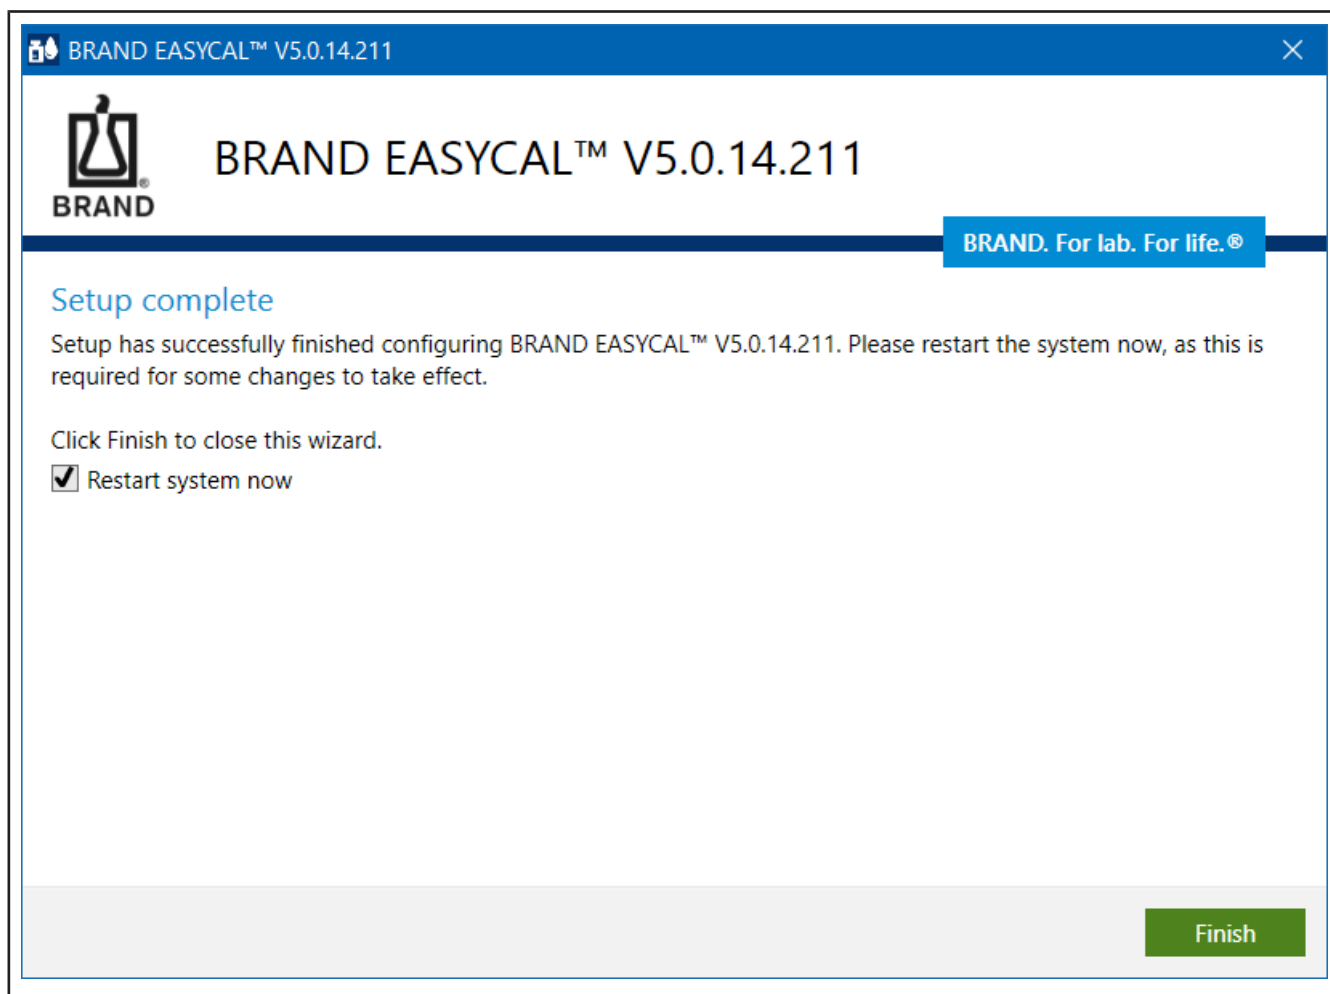 BRAND EASYCAL™ V5.0.14.211
BRAND®
BRAND EASYCAL™ V5.0.14.211
BRAND. For lab. For life.®
Setup complete
Setup has successfully finished configuring BRAND EASYCAL™ V5.0.14.211. Please restart the system now, as this is
required for some changes to take effect.
Click Finish to close this wizard.
Restart system now
Finish